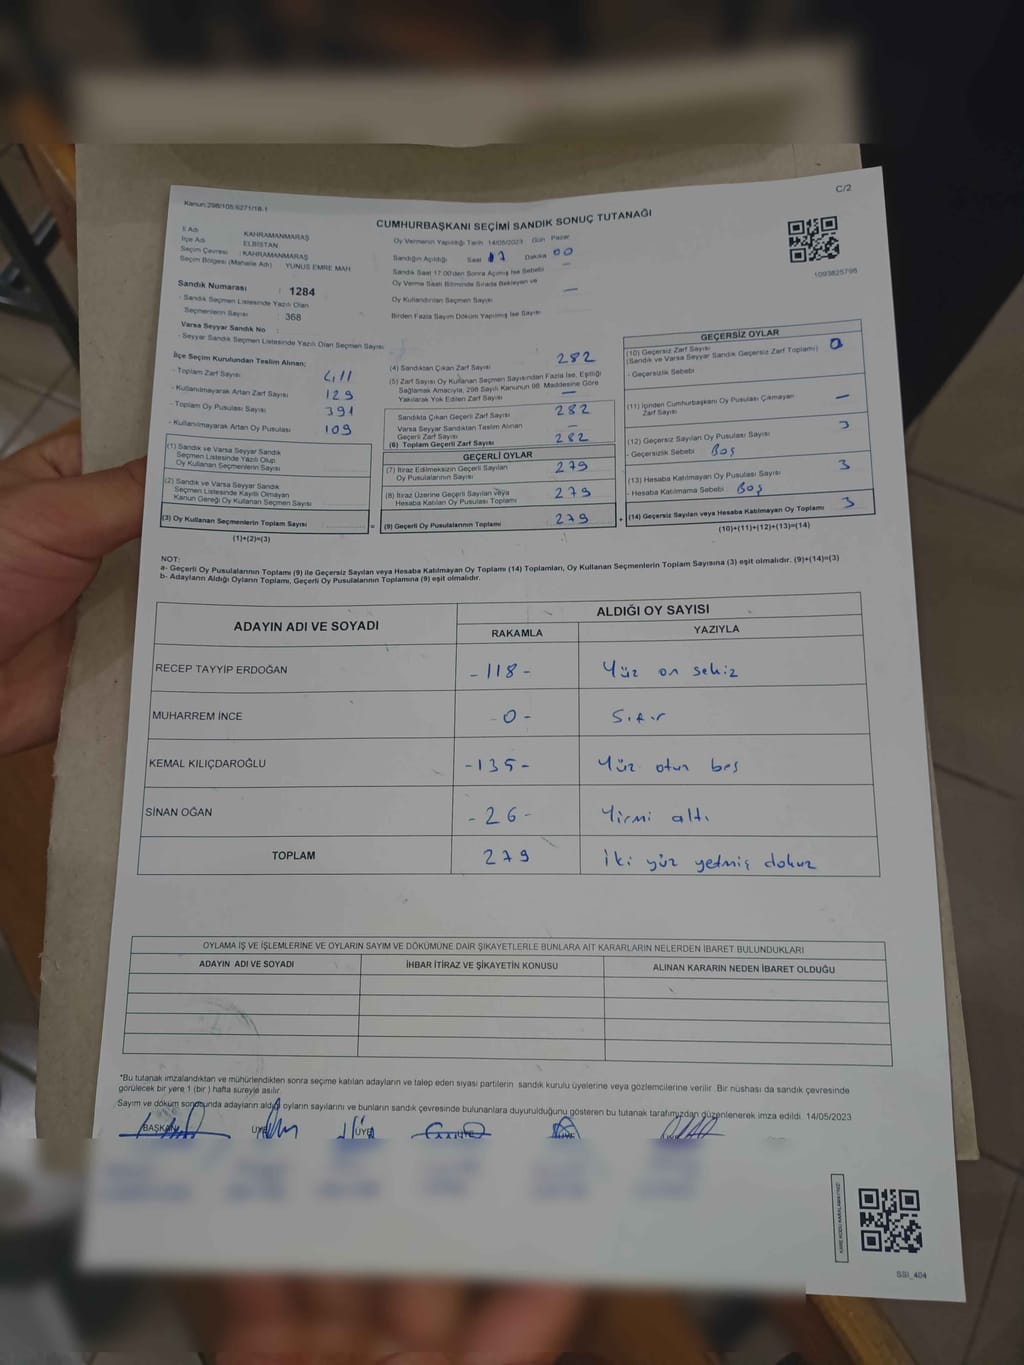 Kanun:298/105:6271/18-1
C/2
CUMHURBAŞKANI SEÇİMİ SANDIK SONUÇ TUTANAĞI
İl Adı KAHRAMANMARAŞ
İlçe Adı ELBİSTAN
Seçim Çevresi : KAHRAMANMARAŞ
Seçim Bölgesi (Mahalle Adı) YUNUS EMRE MAH
Sandık Numarası : 1284
- Sandık Seçmen Listesinde Yazılı Olan
Seçmenlerin Sayısı : 368
Varsa Seyyar Sandık No
- Seyyar Sandık Seçmen Listesinde Yazılı Olan Seçmen Sayısı
Oy Vermenin Yapıldığı Tarih 14/05/2023 Gün Pazar
Sandığın Açıldığı Saat 17 Dakika 00
Sandık Saat 17.00'den Sonra Açılmış İse Sebebi —
Oy Verme Saati Bitiminde Sırada Bekleyen ve
Oy Kullandırılan Seçmen Sayısı —
Birden Fazla Sayım Döküm Yapılmış İse Sayısı
1093825798
İlçe Seçim Kurulundan Teslim Alınan;
- Toplam Zarf Sayısı 411
- Kullanılmayarak Artan Zarf Sayısı 129
- Toplam Oy Pusulası Sayısı 391
- Kullanılmayarak Artan Oy Pusulası 109
(1) Sandık ve Varsa Seyyar Sandık
Seçmen Listesinde Yazılı Olup
Oy Kullanan Seçmenlerin Sayısı
(2) Sandık ve Varsa Seyyar Sandık
Seçmen Listesinde Kayıtlı Olmayan
Kanun Gereği Oy Kullanan Seçmen Sayısı
(3) Oy Kullanan Seçmenlerin Toplam Sayısı =
(1)+(2)=(3)
(4) Sandıktan Çıkan Zarf Sayısı 282
(5) Zarf Sayısı Oy Kullanan Seçmen Sayısından Fazla İse, Eşitliği
Sağlamak Amacıyla, 298 Sayılı Kanunun 98. Maddesine Göre
Yakılarak Yok Edilen Zarf Sayısı —
Sandıkta Çıkan Geçerli Zarf Sayısı 282
Varsa Seyyar Sandıktan Teslim Alınan
Geçerli Zarf Sayısı —
(6) Toplam Geçerli Zarf Sayısı 282
GEÇERLİ OYLAR
(7) İtiraz Edilmeksizin Geçerli Sayılan
Oy Pusulalarının Sayısı 279
(8) İtiraz Üzerine Geçerli Sayılan veya
Hesaba Katılan Oy Pusulası Toplamı 279
(9) Geçerli Oy Pusulalarının Toplamı 279 +
GEÇERSİZ OYLAR
(10) Geçersiz Zarf Sayısı
(Sandık ve Varsa Seyyar Sandık Geçersiz Zarf Toplamı) 0
- Geçersizlik Sebebi
(11) İçinden Cumhurbaşkanı Oy Pusulası Çıkmayan
Zarf Sayısı —
(12) Geçersiz Sayılan Oy Pusulası Sayısı 3
- Geçersizlik Sebebi Boş
(13) Hesaba Katılmayan Oy Pusulası Sayısı 3
- Hesaba Katılmama Sebebi Boş
(14) Geçersiz Sayılan veya Hesaba Katılmayan Oy Toplamı 3
(10)+(11)+(12)+(13)=(14)
NOT:
a- Geçerli Oy Pusulalarının Toplamı (9) ile Geçersiz Sayılan veya Hesaba Katılmayan Oy Toplamı (14) Toplamları, Oy Kullanan Seçmenlerin Toplam Sayısına (3) eşit olmalıdır. (9)+(14)=(3)
b- Adayların Aldığı Oyların Toplamı, Geçerli Oy Pusulalarının Toplamına (9) eşit olmalıdır.
ADAYIN ADI VE SOYADI
ALDIĞI OY SAYISI
RAKAMLA YAZIYLA
RECEP TAYYİP ERDOĞAN -118- Yüz on sekiz
MUHARREM İNCE -0- Sıfır
KEMAL KILIÇDAROĞLU -135- Yüz otuz beş
SİNAN OĞAN -26- Yirmi altı
TOPLAM 279 İki yüz yetmiş dokuz
OYLAMA İŞ VE İŞLEMLERİNE VE OYLARIN SAYIM VE DÖKÜMÜNE DAİR ŞİKAYETLERLE BUNLARA AİT KARARLARIN NELERDEN İBARET BULUNDUKLARI
ADAYIN ADI VE SOYADI İHBAR İTİRAZ VE ŞİKAYETİN KONUSU ALINAN KARARIN NEDEN İBARET OLDUĞU
*Bu tutanak imzalandıktan ve mühürlendikten sonra seçime katılan adayların ve talep eden siyasi partilerin sandık kurulu üyelerine veya gözlemcilerine verilir. Bir nüshası da sandık çevresinde
görülecek bir yere 1 (bir) hafta süreyle asılır.
Sayım ve döküm sonucunda adayların aldığı oyların sayılarını ve bunların sandık çevresinde bulunanlara duyurulduğunu gösteren bu tutanak tarafımızdan düzenlenerek imza edildi. 14/05/2023
BAŞKAN ÜYE ÜYE ÜYE
SSI_404